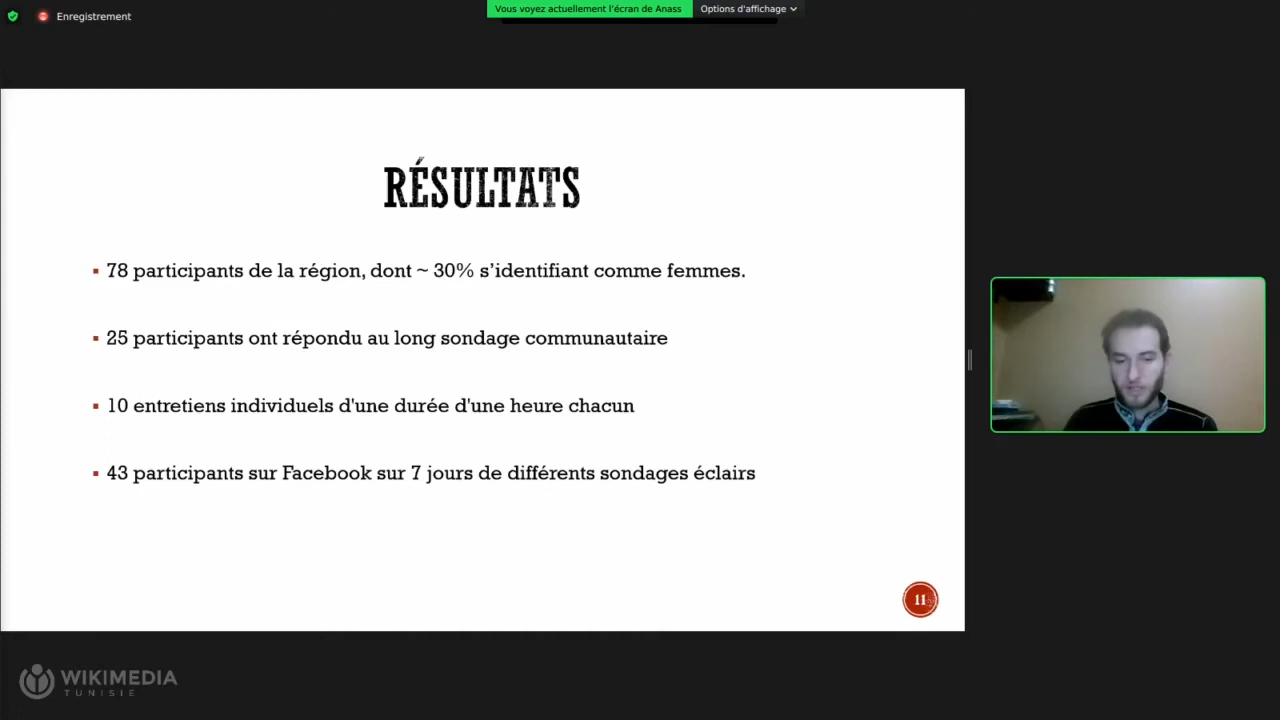 Enregistrement
Vous voyez actuellement l'écran de Anass
Options d'affichage
RÉSULTATS
78 participants de la région, dont ~ 30% s’identifiant comme femmes.
25 participants ont répondu au long sondage communautaire
10 entretiens individuels d'une durée d'une heure chacun
43 participants sur Facebook sur 7 jours de différents sondages éclairs
11
WIKIMEDIA
TUNISIE